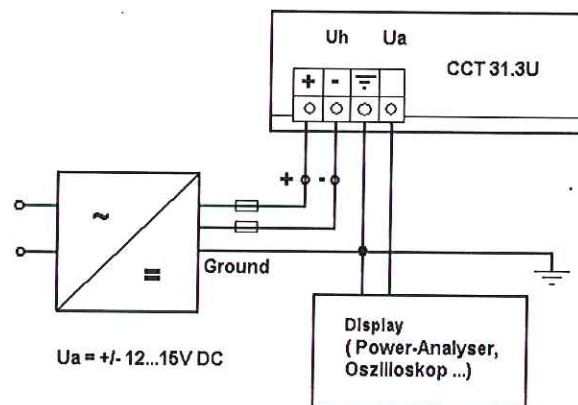 Uh Ua
CCT 31.3U
+ -
+ -
~
=
Ground
Ua = +/- 12...15V DC
Display
( Power-Analyser,
Oszilloskop ...)